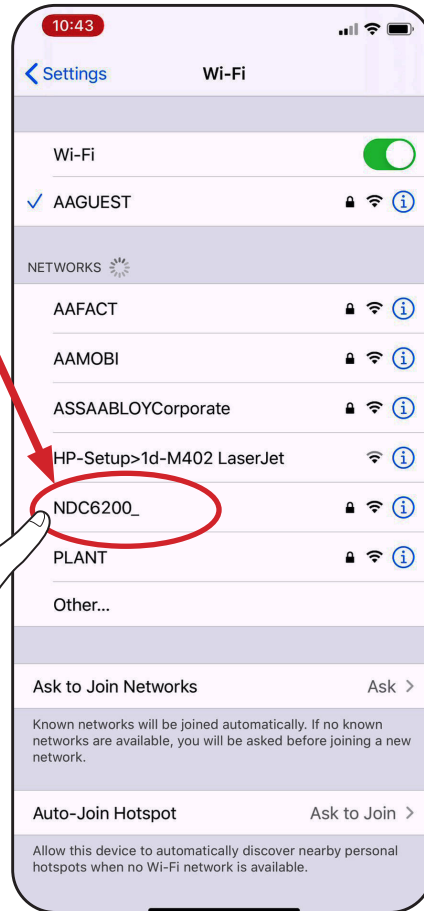 10:43
Settings
Wi-Fi
Wi-Fi
AAGUEST
NETWORKS
AAFACT
AAMOBI
ASSAABLOYCorporate
HP-Setup>1d-M402 LaserJet
NDC6200_
PLANT
Other...
Ask to Join Networks Ask
Known networks will be joined automatically. If no known
networks are available, you will be asked before joining a new
network.
Auto-Join Hotspot Ask to Join
Allow this device to automatically discover nearby personal
hotspots when no Wi-Fi network is available.